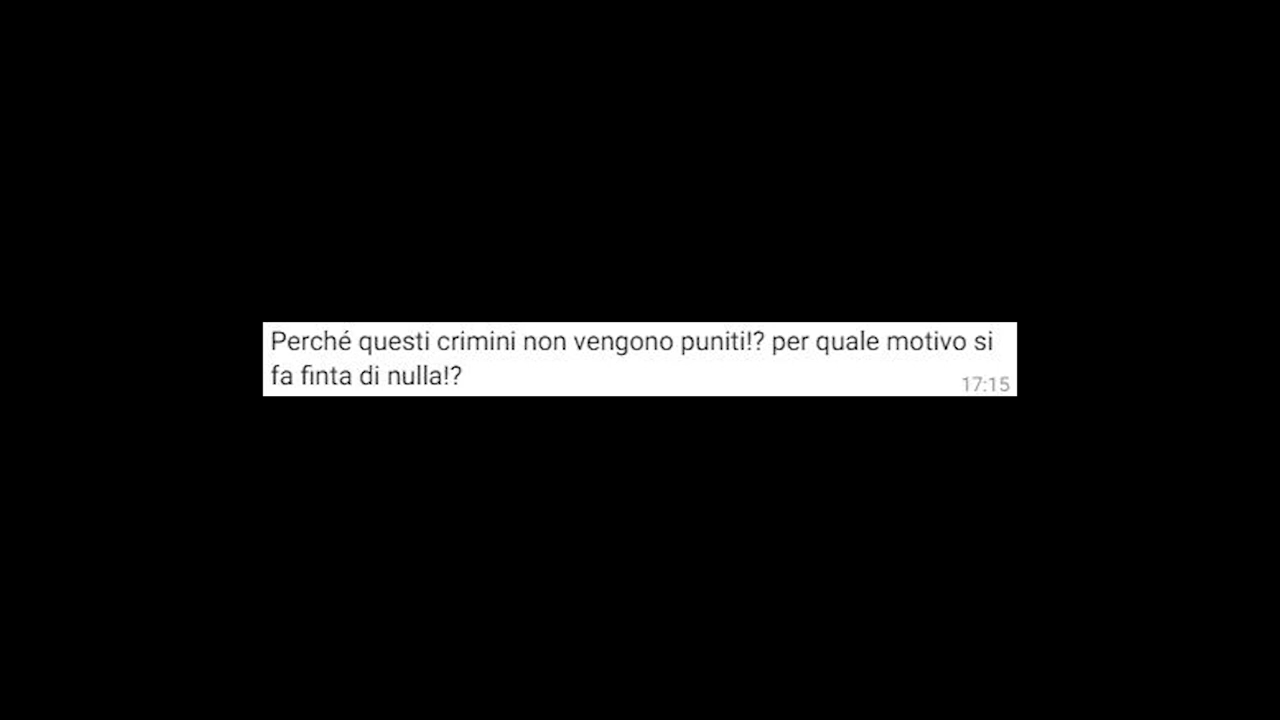 Perché questi crimini non vengono puniti!? per quale motivo si
fa finta di nulla!?
17:15